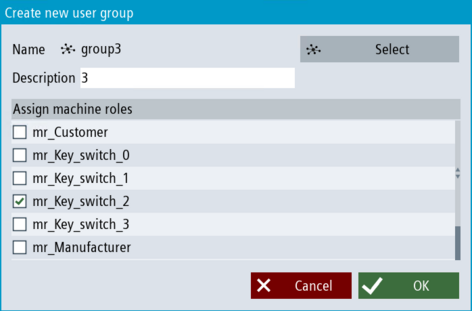 Create new user group
Name group3 Select
Description 3
Assign machine roles
mr_Customer
mr_Key_switch_0
mr_Key_switch_1
mr_Key_switch_2
mr_Key_switch_3
mr_Manufacturer
Cancel OK